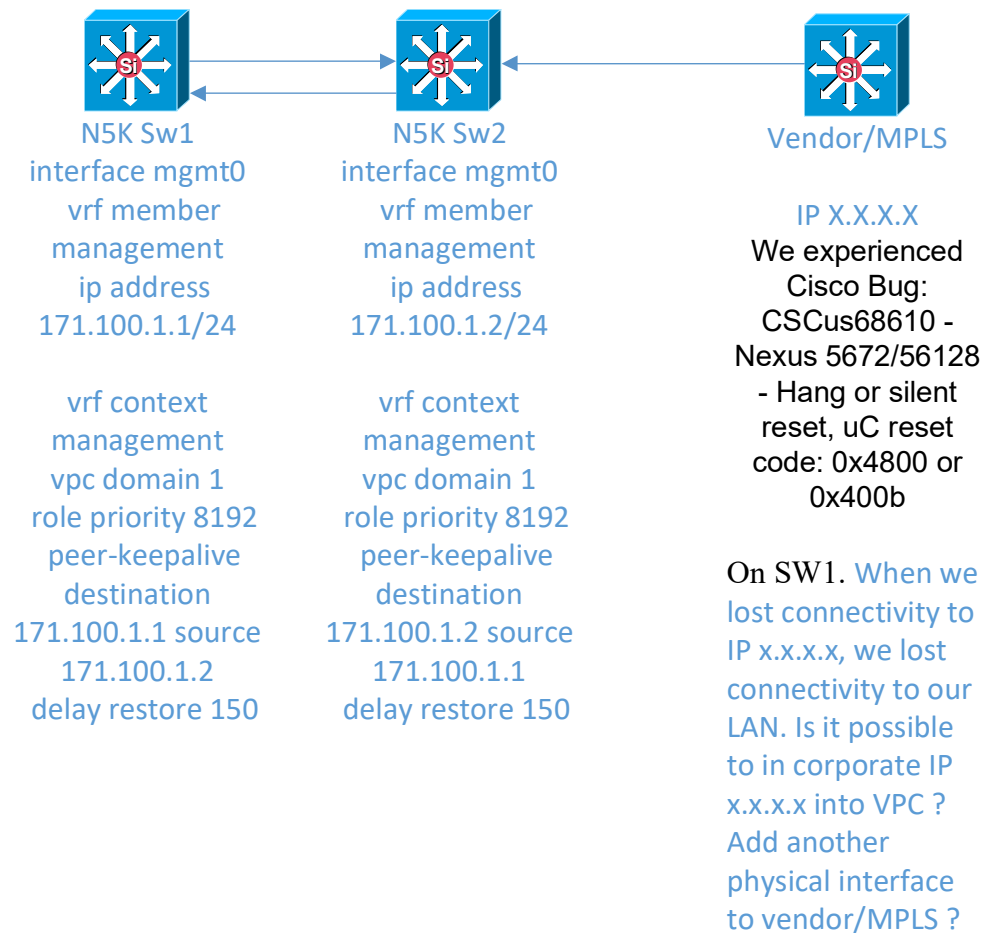 Si
N5K Sw1
interface mgmt0
vrf member
management
ip address
171.100.1.1/24
vrf context
management
vpc domain 1
role priority 8192
peer-keepalive
destination
171.100.1.1 source
171.100.1.2
delay restore 150
Si
N5K Sw2
interface mgmt0
vrf member
management
ip address
171.100.1.2/24
vrf context
management
vpc domain 1
role priority 8192
peer-keepalive
destination
171.100.1.2 source
171.100.1.1
delay restore 150
Si
Vendor/MPLS
IP X.X.X.X
We experienced
Cisco Bug:
CSCus68610 -
Nexus 5672/56128
- Hang or silent
reset, uC reset
code: 0x4800 or
0x400b
On SW1. When we
lost connectivity to
IP x.x.x.x, we lost
connectivity to our
LAN. Is it possible
to in corporate IP
x.x.x.x into VPC ?
Add another
physical interface
to vendor/MPLS ?